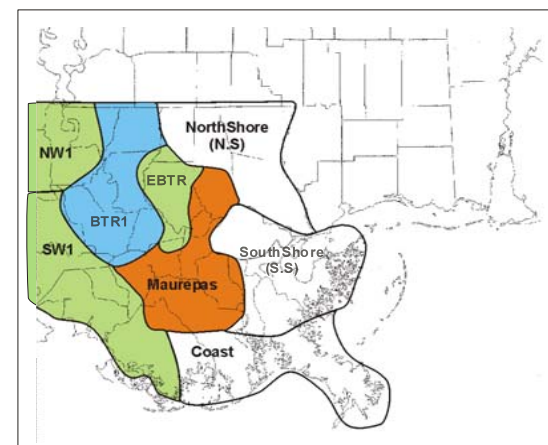 NorthShore
(N.S)
NW1
EBTR
BTR1
SW1
SouthShore
(S.S)
Maurepas
Coast